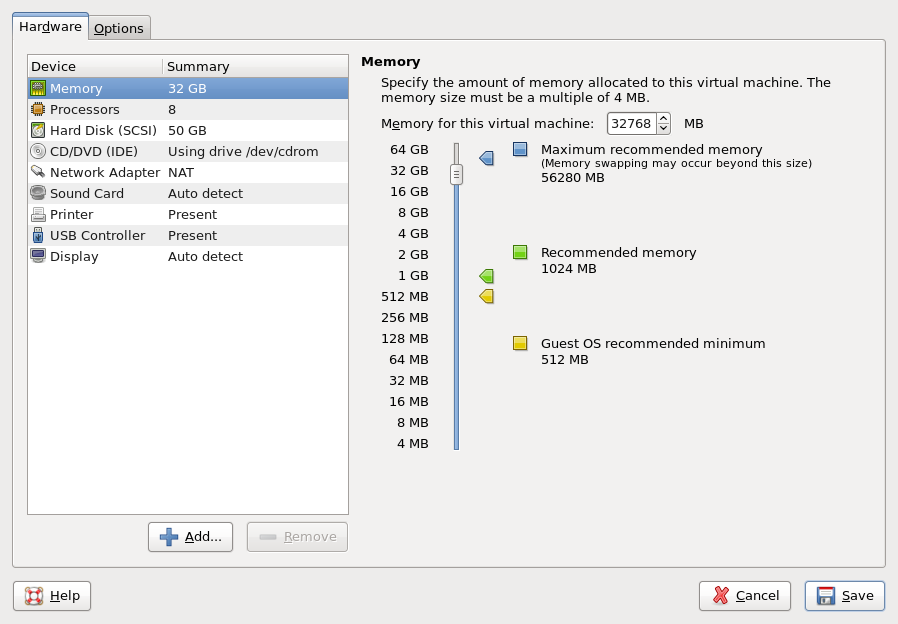 Hardware
Options
Device Summary
Memory 32 GB
Processors 8
Hard Disk (SCSI) 50 GB
CD/DVD (IDE) Using drive /dev/cdrom
Network Adapter NAT
Sound Card Auto detect
Printer Present
USB Controller Present
Display Auto detect
Add...
Remove
Memory
Specify the amount of memory allocated to this virtual machine. The
memory size must be a multiple of 4 MB.
Memory for this virtual machine: 32768 MB
64 GB
32 GB
16 GB
8 GB
4 GB
2 GB
1 GB
512 MB
256 MB
128 MB
64 MB
32 MB
16 MB
8 MB
4 MB
Maximum recommended memory
(Memory swapping may occur beyond this size)
56280 MB
Recommended memory
1024 MB
Guest OS recommended minimum
512 MB
Help
Cancel
Save